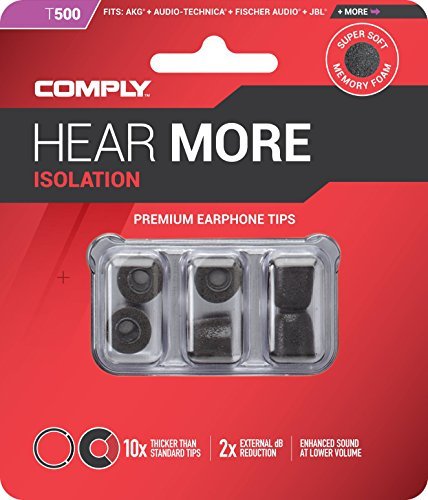 T500
FITS: AKG® + AUDIO-TECHNICA® + FISCHER AUDIO® + JBL®
+ MORE
SUPER SOFT
MEMORY FOAM
COMPLY™
HEAR MORE
ISOLATION
PREMIUM EARPHONE TIPS
10x THICKER THAN
STANDARD TIPS
2x EXTERNAL dB
REDUCTION
ENHANCED SOUND
AT LOWER VOLUME